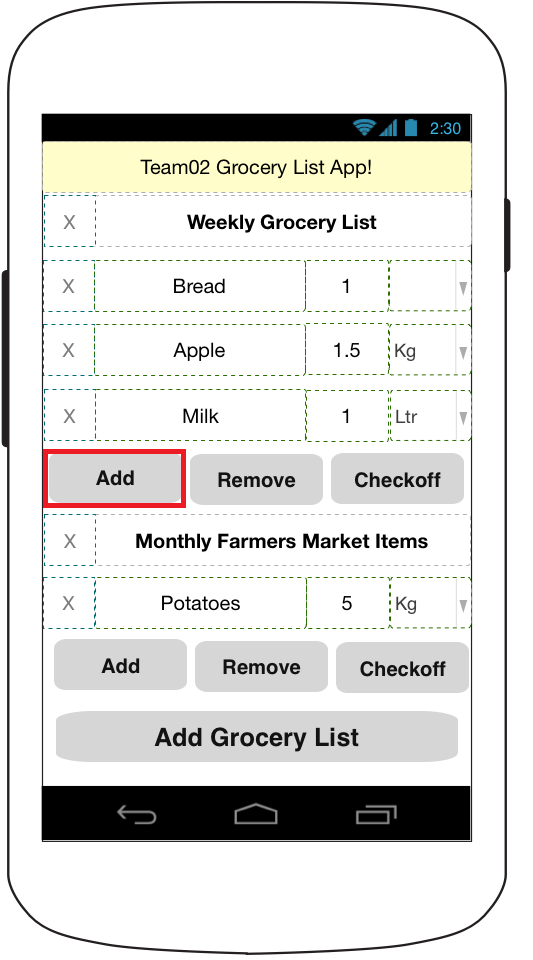 2:30
Team02 Grocery List App!
X Weekly Grocery List
X Bread 1
X Apple 1.5 Kg
X Milk 1 Ltr
Add Remove Checkoff
X Monthly Farmers Market Items
X Potatoes 5 Kg
Add Remove Checkoff
Add Grocery List